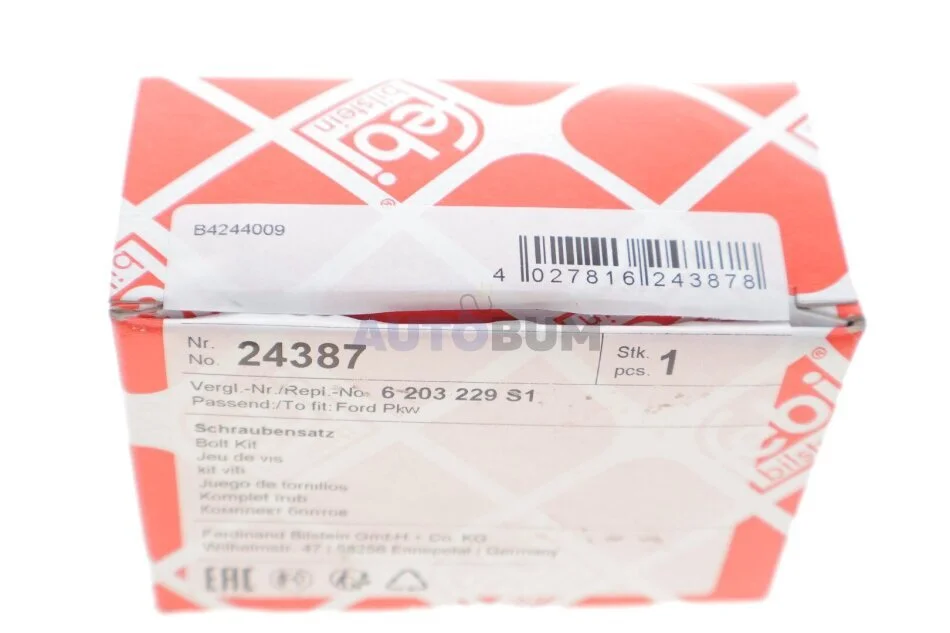 febi
bilstein
®
B4244009
4 027816 243878
AUTOBUM
Nr.
No. 24387
Stk.
pcs. 1
Vergl.-Nr./Repl.-No. 6 203 229 S1
Passend:/To fit: Ford Pkw
Schraubensatz
Bolt Kit
Jeu de vis
kit viti
Juego de tornillos
Komplet śrub
Комплект болтов
Ferdinand Bilstein GmbH + Co. KG
Wilhelmstr. 47 | 58256 Ennepetal | Germany
EAC